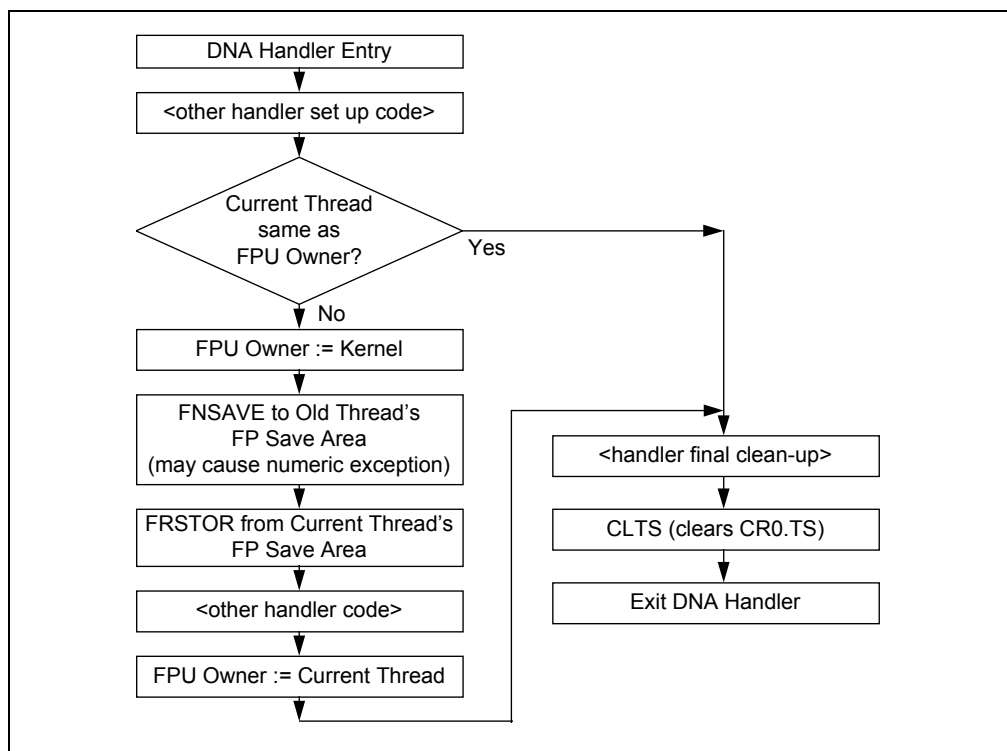 DNA Handler Entry
<other handler set up code>
Current Thread
same as
FPU Owner?
Yes
No
FPU Owner := Kernel
FNSAVE to Old Thread’s
FP Save Area
(may cause numeric exception)
FRSTOR from Current Thread’s
FP Save Area
<other handler code>
FPU Owner := Current Thread
<handler final clean-up>
CLTS (clears CR0.TS)
Exit DNA Handler